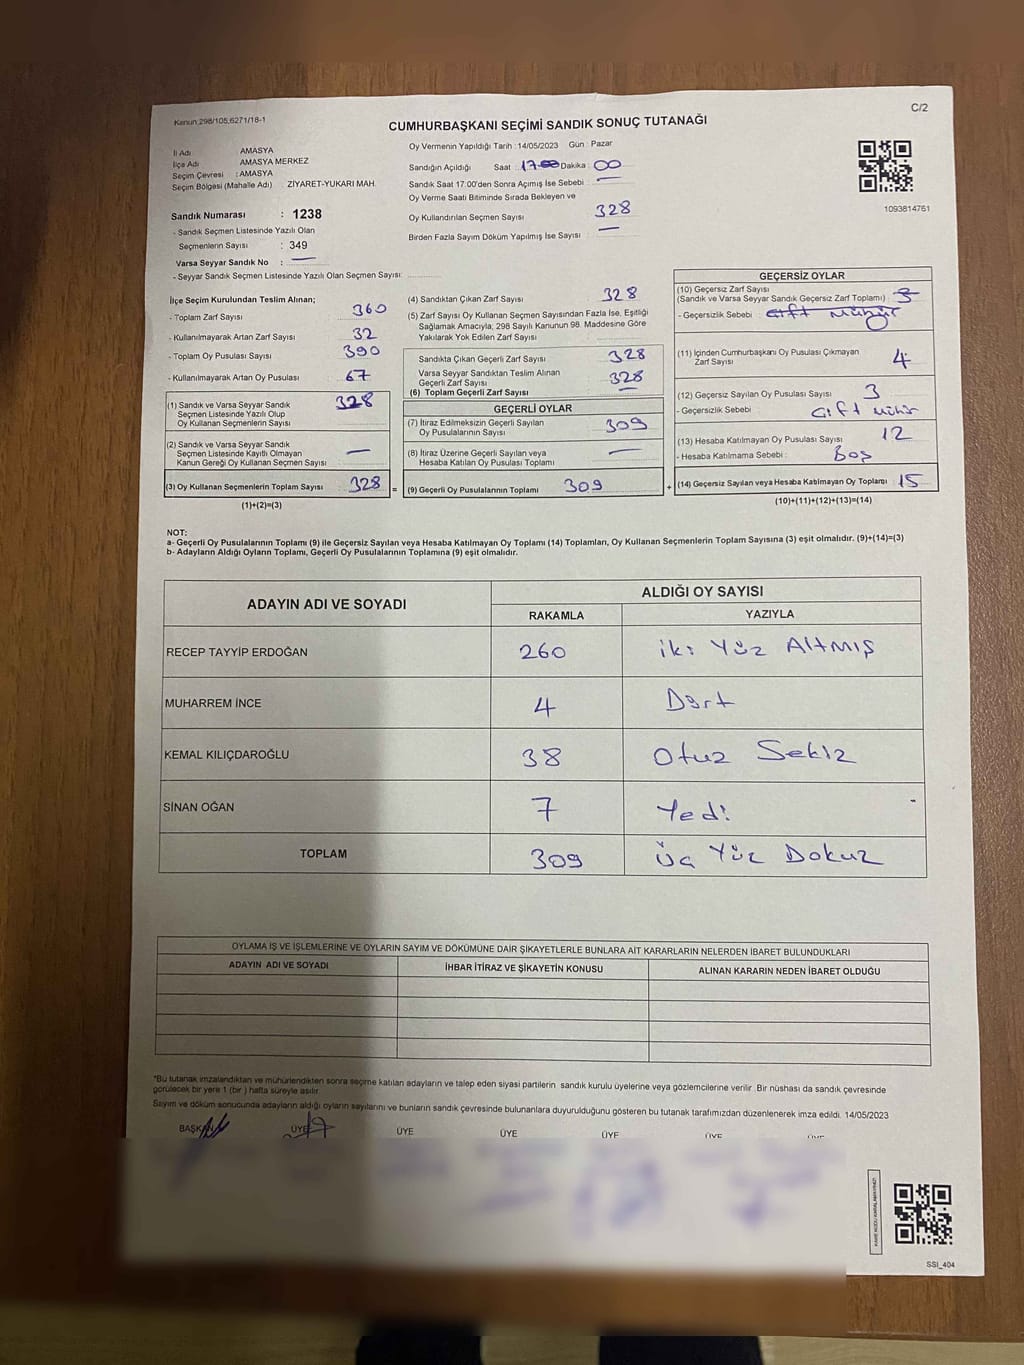 C/2
Kanun:298/105,6271/18-1
CUMHURBAŞKANI SEÇİMİ SANDIK SONUÇ TUTANAĞI
İl Adı : AMASYA
İlçe Adı : AMASYA MERKEZ
Seçim Çevresi : AMASYA
Seçim Bölgesi (Mahalle Adı) : ZİYARET-YUKARI MAH.
Sandık Numarası : 1238
- Sandık Seçmen Listesinde Yazılı Olan
Seçmenlerin Sayısı : 349
Varsa Seyyar Sandık No : —
- Seyyar Sandık Seçmen Listesinde Yazılı Olan Seçmen Sayısı:
Oy Vermenin Yapıldığı Tarih : 14/05/2023 Gün : Pazar
Sandığın Açıldığı Saat : 17.00 Dakika : 00
Sandık Saat 17.00'den Sonra Açımış İse Sebebi : —
Oy Verme Saati Bitiminde Sırada Bekleyen ve
Oy Kullandırılan Seçmen Sayısı 328
Birden Fazla Sayım Döküm Yapılmış İse Sayısı : —
1093814761
İlçe Seçim Kurulundan Teslim Alınan;
- Toplam Zarf Sayısı 360
- Kullanılmayarak Artan Zarf Sayısı 32
- Toplam Oy Pusulası Sayısı 390
- Kullanılmayarak Artan Oy Pusulası 67
(1) Sandık ve Varsa Seyyar Sandık 328
Seçmen Listesinde Yazılı Olup
Oy Kullanan Seçmenlerin Sayısı
(2) Sandık ve Varsa Seyyar Sandık
Seçmen Listesinde Kayıtlı Olmayan —
Kanun Gereği Oy Kullanan Seçmen Sayısı
(3) Oy Kullanan Seçmenlerin Toplam Sayısı 328 =
(1)+(2)=(3)
(4) Sandıktan Çıkan Zarf Sayısı 328
(5) Zarf Sayısı Oy Kullanan Seçmen Sayısından Fazla İse, Eşitliği
Sağlamak Amacıyla; 298 Sayılı Kanunun 98. Maddesine Göre
Yakılarak Yok Edilen Zarf Sayısı
Sandıkta Çıkan Geçerli Zarf Sayısı 328
Varsa Seyyar Sandıktan Teslim Alınan
Geçerli Zarf Sayısı 328
(6) Toplam Geçerli Zarf Sayısı —
GEÇERLİ OYLAR
(7) İtiraz Edilmeksizin Geçerli Sayılan 309
Oy Pusulalarının Sayısı
(8) İtiraz Üzerine Geçerli Sayılan veya —
Hesaba Katılan Oy Pusulası Toplamı
(9) Geçerli Oy Pusulalarının Toplamı 309 +
GEÇERSİZ OYLAR
(10) Geçersiz Zarf Sayısı
(Sandık ve Varsa Seyyar Sandık Geçersiz Zarf Toplamı) : 3
- Geçersizlik Sebebi : Çift Mühür
(11) İçinden Cumhurbaşkanı Oy Pusulası Çıkmayan
Zarf Sayısı 4
(12) Geçersiz Sayılan Oy Pusulası Sayısı 3
- Geçersizlik Sebebi Çift Mühür
(13) Hesaba Katılmayan Oy Pusulası Sayısı 12
- Hesaba Katılmama Sebebi : Boş
(14) Geçersiz Sayılan veya Hesaba Katılmayan Oy Toplamı : 15
(10)+(11)+(12)+(13)=(14)
NOT:
a- Geçerli Oy Pusulalarının Toplamı (9) ile Geçersiz Sayılan veya Hesaba Katılmayan Oy Toplamı (14) Toplamları, Oy Kullanan Seçmenlerin Toplam Sayısına (3) eşit olmalıdır. (9)+(14)=(3)
b- Adayların Aldığı Oyların Toplamı, Geçerli Oy Pusulalarının Toplamına (9) eşit olmalıdır.
ADAYIN ADI VE SOYADI ALDIĞI OY SAYISI
RAKAMLA YAZIYLA
RECEP TAYYİP ERDOĞAN 260 iki Yüz Altmış
MUHARREM İNCE 4 Dört
KEMAL KILIÇDAROĞLU 38 Otuz Sekiz
SİNAN OĞAN 7 Yedi
TOPLAM 309 Üç Yüz Dokuz
OYLAMA İŞ VE İŞLEMLERİNE VE OYLARIN SAYIM VE DÖKÜMÜNE DAİR ŞİKAYETLERLE BUNLARA AİT KARARLARIN NELERDEN İBARET BULUNDUKLARI
ADAYIN ADI VE SOYADI İHBAR İTİRAZ VE ŞİKAYETİN KONUSU ALINAN KARARIN NEDEN İBARET OLDUĞU
*Bu tutanak imzalandıktan ve mühürlendikten sonra seçime katılan adayların ve talep eden siyasi partilerin sandık kurulu üyelerine veya gözlemcilerine verilir. Bir nüshası da sandık çevresinde
görülecek bir yere 1 (bir ) hafta süreyle asılır.
Sayım ve döküm sonucunda adayların aldığı oyların sayılarını ve bunların sandık çevresinde bulunanlara duyurulduğunu gösteren bu tutanak tarafımızdan düzenlenerek imza edildi. 14/05/2023
BAŞKAN ÜYE ÜYE ÜYE ÜYE ÜYE ÜYE
SSI_404